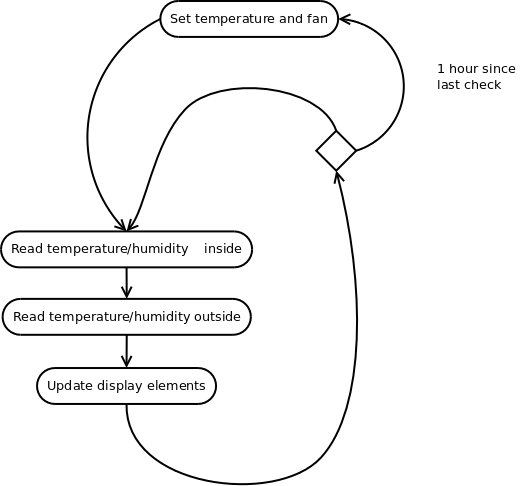 Set temperature and fan
1 hour since
last check
Read temperature/humidity    inside
Read temperature/humidity outside
Update display elements